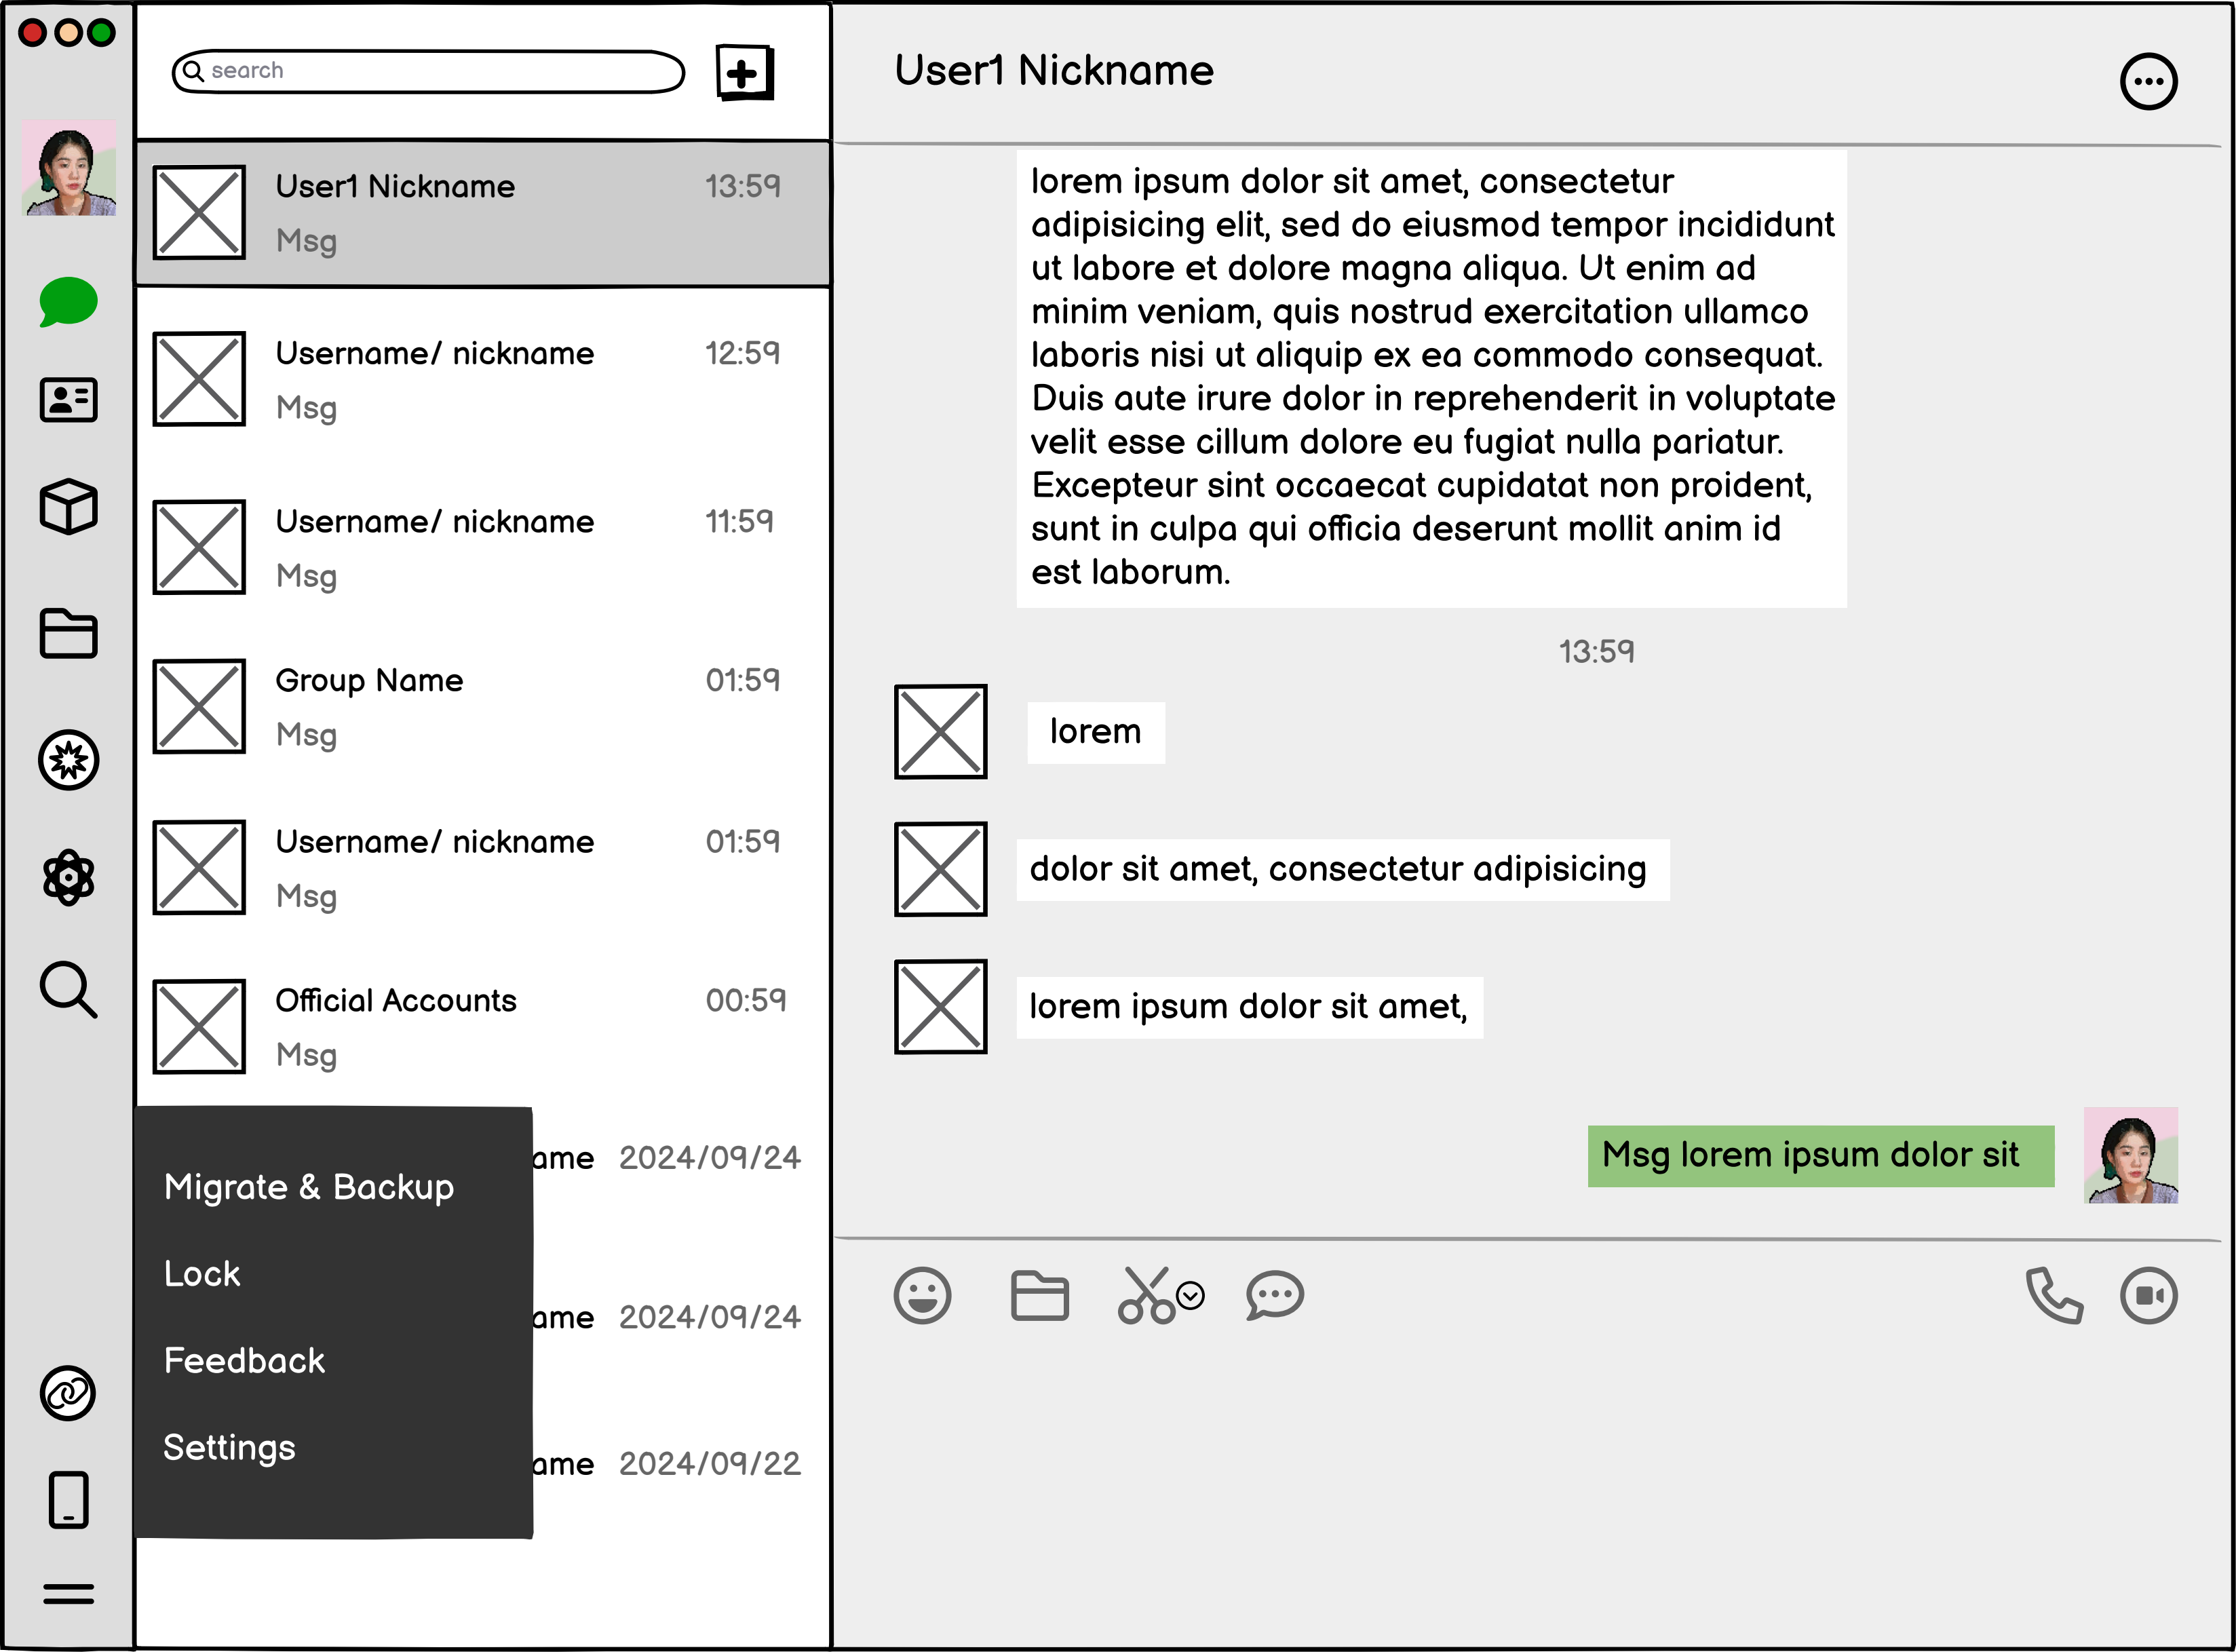 search
User1 Nickname
13:59
Msg
Username/ nickname
12:59
Msg
Username/ nickname
11:59
Msg
Group Name
01:59
Msg
Username/ nickname
01:59
Msg
Official Accounts
00:59
Msg
ame
2024/09/24
ame
2024/09/24
ame
2024/09/22
Migrate & Backup
Lock
Feedback
Settings
User1 Nickname
lorem ipsum dolor sit amet, consectetur
adipisicing elit, sed do eiusmod tempor incididunt
ut labore et dolore magna aliqua. Ut enim ad
minim veniam, quis nostrud exercitation ullamco
laboris nisi ut aliquip ex ea commodo consequat.
Duis aute irure dolor in reprehenderit in voluptate
velit esse cillum dolore eu fugiat nulla pariatur.
Excepteur sint occaecat cupidatat non proident,
sunt in culpa qui officia deserunt mollit anim id
est laborum.
13:59
lorem
dolor sit amet, consectetur adipisicing
lorem ipsum dolor sit amet,
Msg lorem ipsum dolor sit